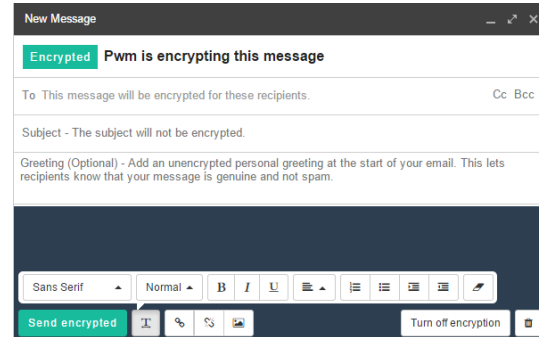 New Message
Encrypted Pwm is encrypting this message
To This message will be encrypted for these recipients. Cc Bcc
Subject - The subject will not be encrypted.
Greeting (Optional) - Add an unencrypted personal greeting at the start of your email. This lets
recipients know that your message is genuine and not spam.
Sans Serif Normal B I U
Send encrypted T Turn off encryption